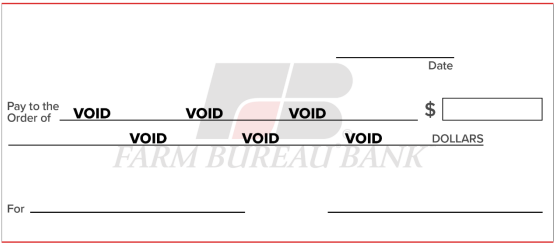 Date
Pay to the
Order of VOID VOID VOID $
VOID VOID VOID DOLLARS
FARM BUREAU BANK
For